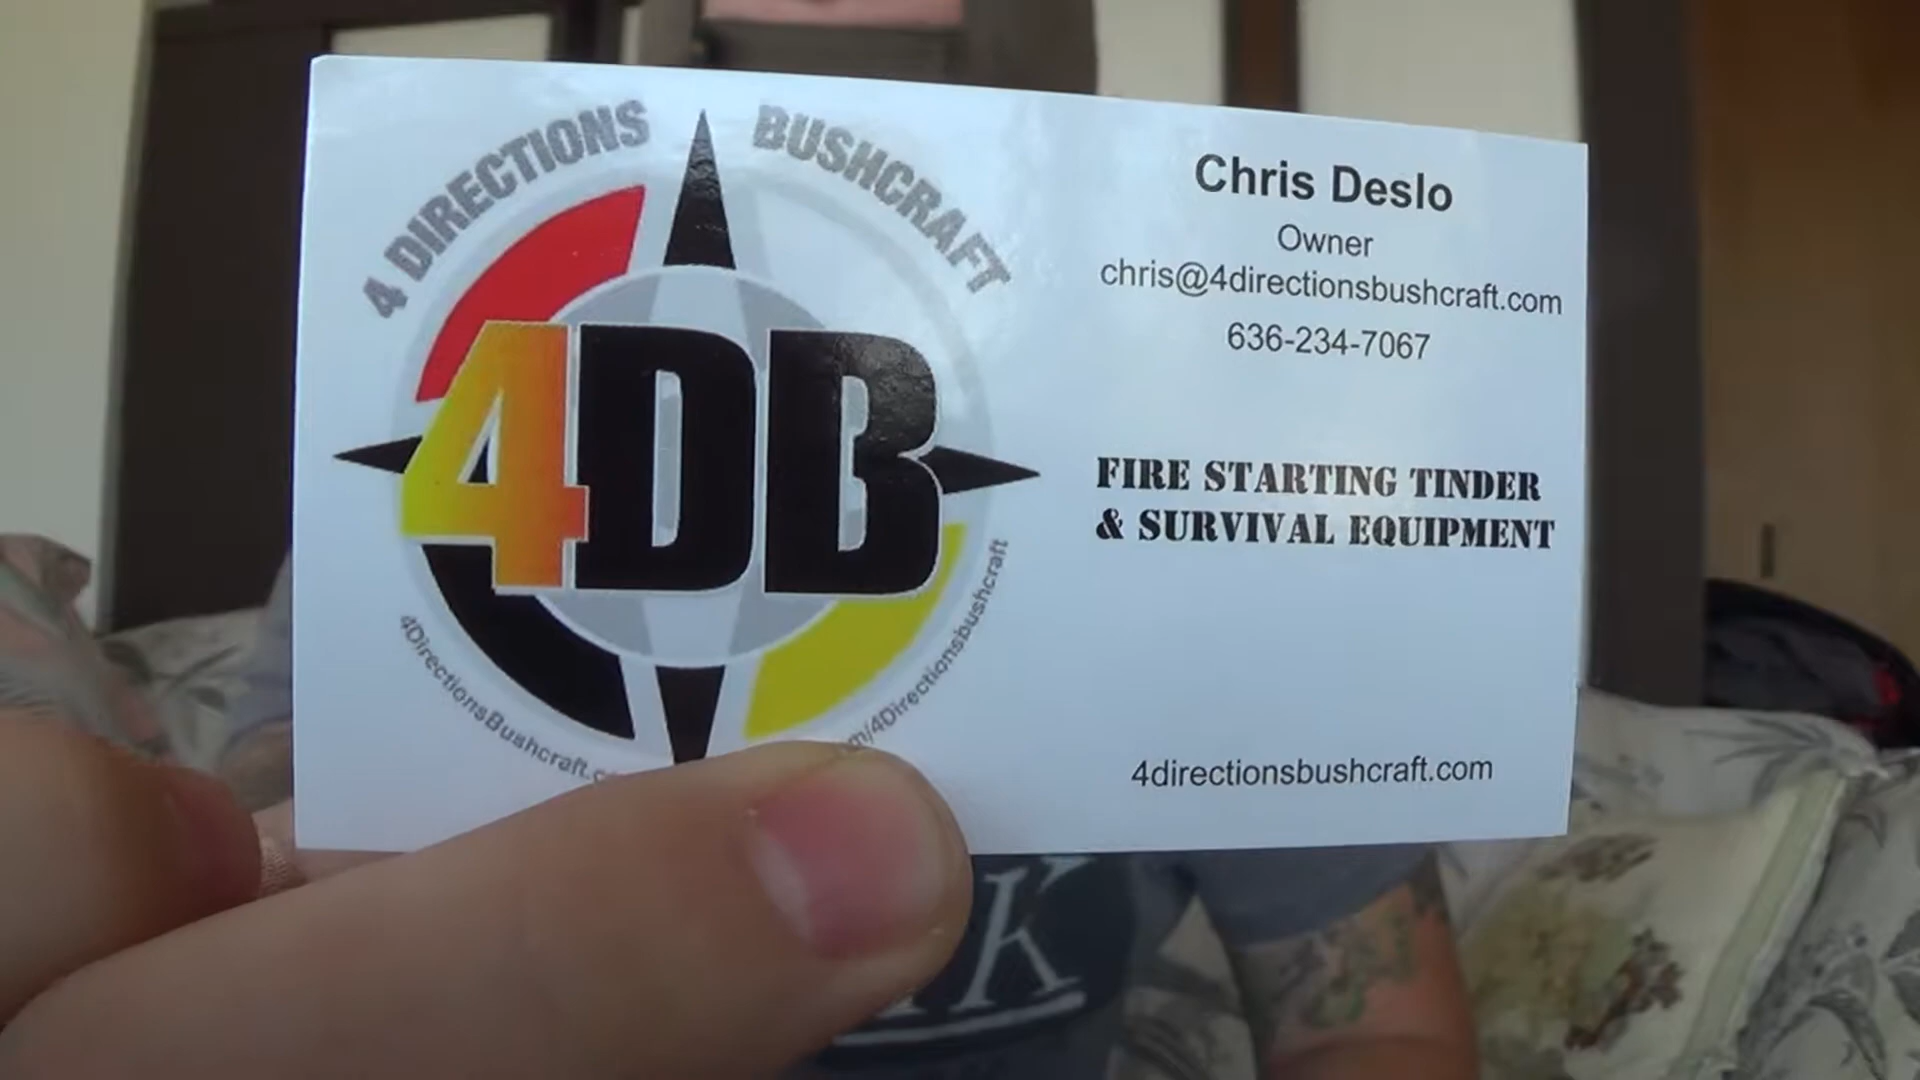 4 DIRECTIONS BUSHCRAFT
4DB
4DirectionsBushcraft.c
/4Directionsbushcraft
Chris Deslo
Owner
chris@4directionsbushcraft.com
636-234-7067
FIRE STARTING TINDER
& SURVIVAL EQUIPMENT
4directionsbushcraft.com
K